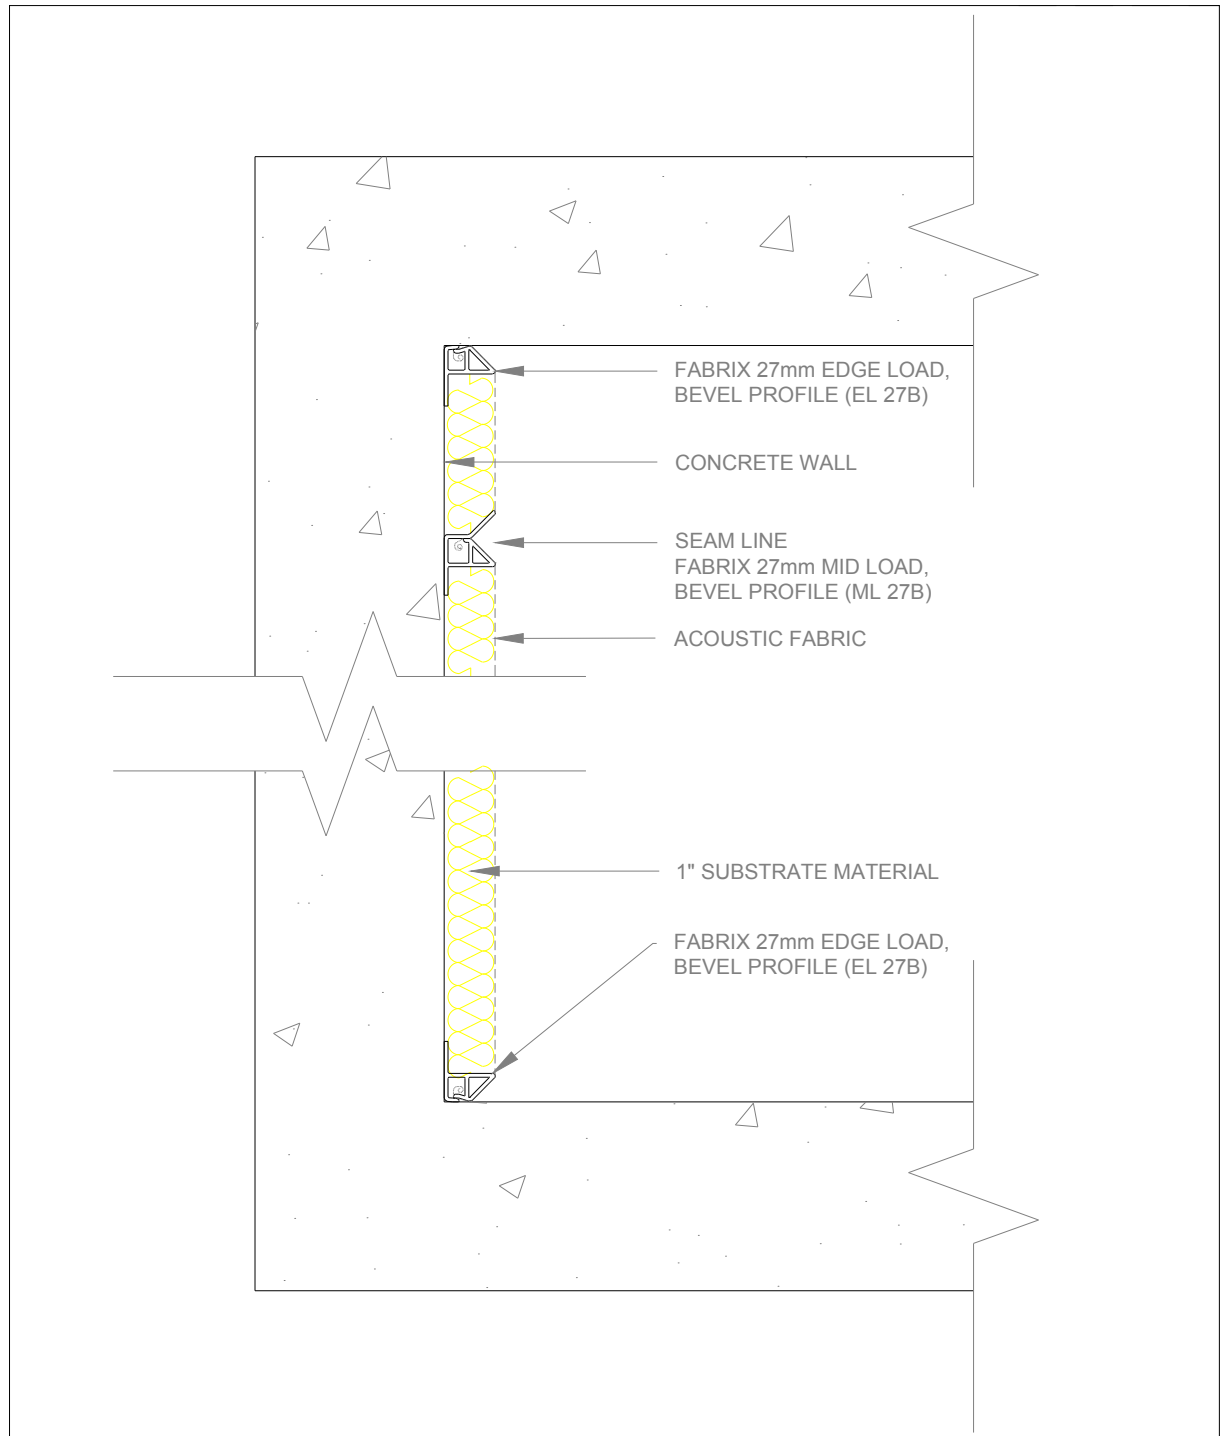 FABRIX 27mm EDGE LOAD,
BEVEL PROFILE (EL 27B)
CONCRETE WALL
SEAM LINE
FABRIX 27mm MID LOAD,
BEVEL PROFILE (ML 27B)
ACOUSTIC FABRIC
1" SUBSTRATE MATERIAL
FABRIX 27mm EDGE LOAD,
BEVEL PROFILE (EL 27B)